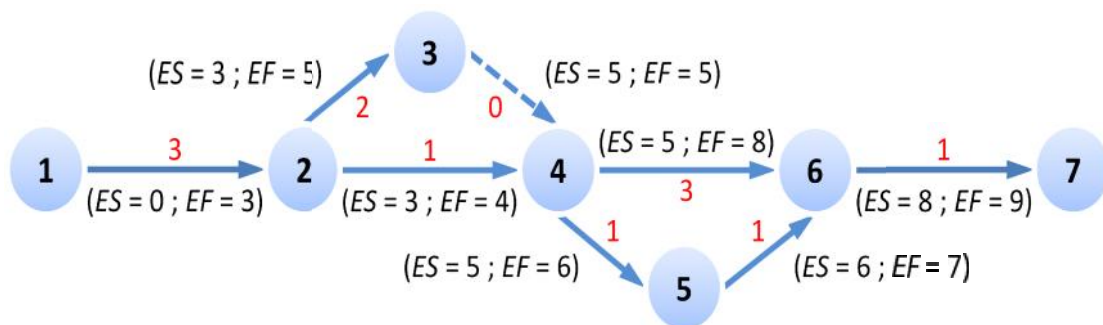 3
(ES = 3 ; EF = 5)
(ES = 5 ; EF = 5)
2
0
1
3
2
1
4
(ES = 5 ; EF = 8)
6
1
7
(ES = 0 ; EF = 3)
(ES = 3 ; EF = 4)
3
(ES = 8 ; EF = 9)
1
1
(ES = 5 ; EF = 6)
5
(ES = 6 ; EF = 7)